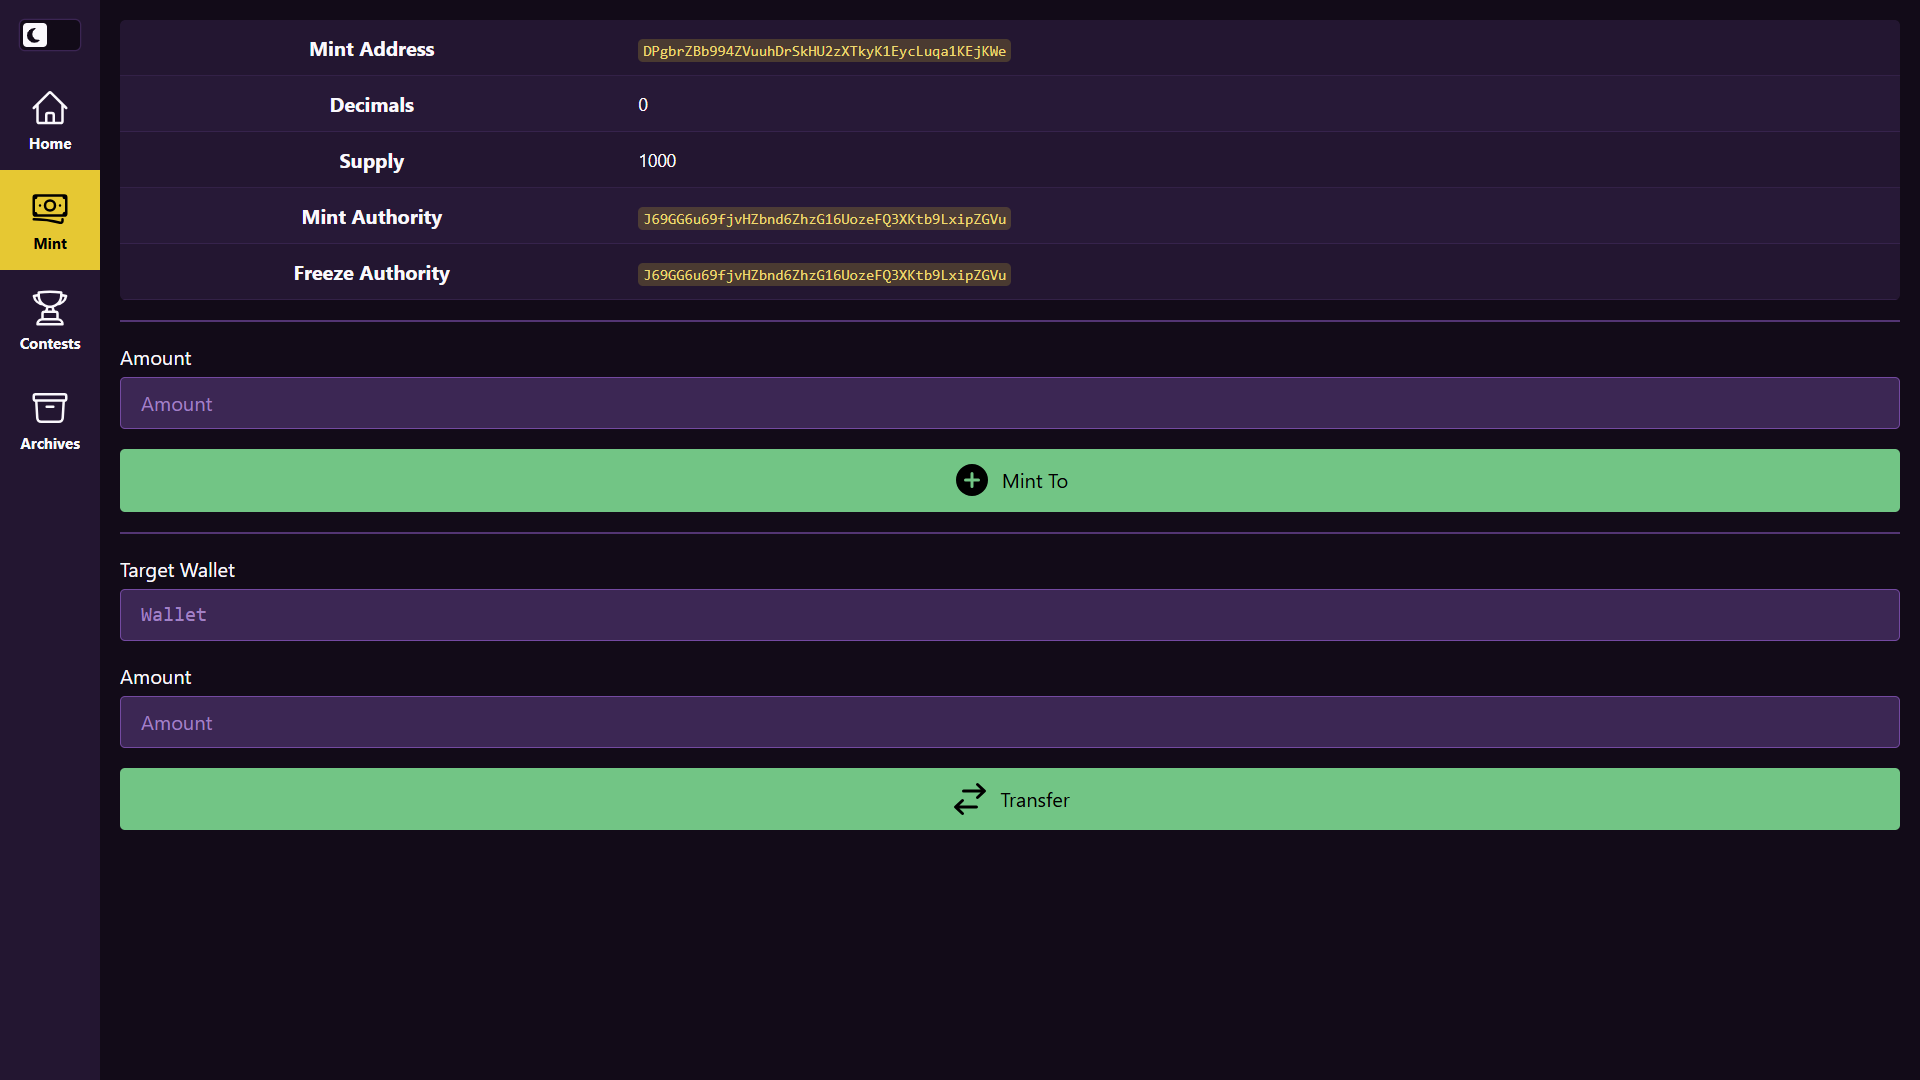 Home
Mint
Contests
Archives
Mint Address DPgbrZBb994ZVuuhDrSkHU2zXTkyK1EycLuqa1KEjKWe
Decimals 0
Supply 1000
Mint Authority J69GG6u69fjvHZbnd6ZhzG16UozeFQ3XKtb9LxipZGVu
Freeze Authority J69GG6u69fjvHZbnd6ZhzG16UozeFQ3XKtb9LxipZGVu
Amount
Amount
Mint To
Target Wallet
Wallet
Amount
Amount
Transfer